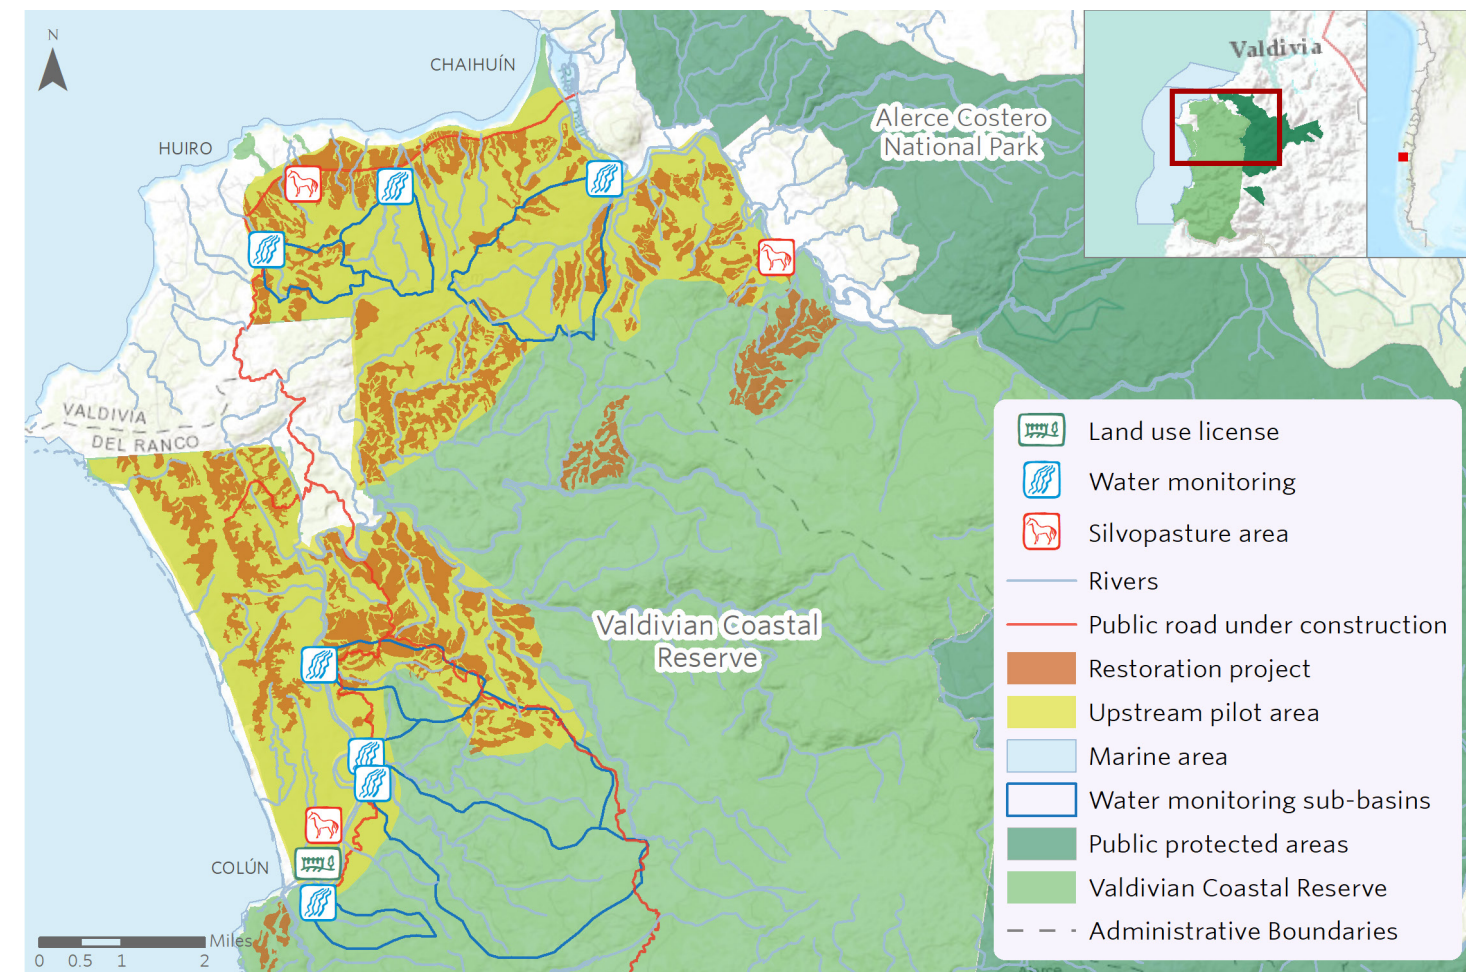 N
CHAIHUÍN
HUIRO
Alerce Costero
National Park
Valdivia
VALDIVIA
DEL RANCO
Valdivian Coastal
Reserve
COLÚN
Miles
0 0.5 1 2
Land use license
Water monitoring
Silvopasture area
Rivers
Public road under construction
Restoration project
Upstream pilot area
Marine area
Water monitoring sub-basins
Public protected areas
Valdivian Coastal Reserve
Administrative Boundaries